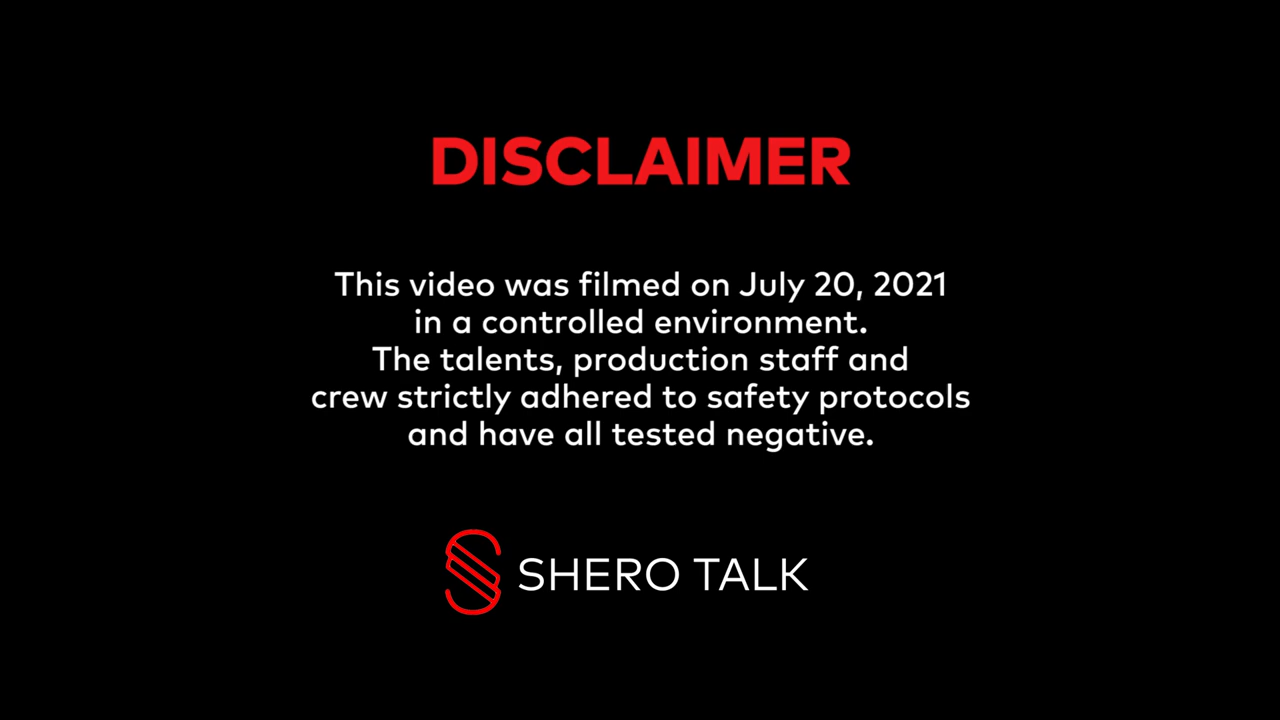 DISCLAIMER
This video was filmed on July 20, 2021
in a controlled environment.
The talents, production staff and
crew strictly adhered to safety protocols
and have all tested negative.
SHERO TALK